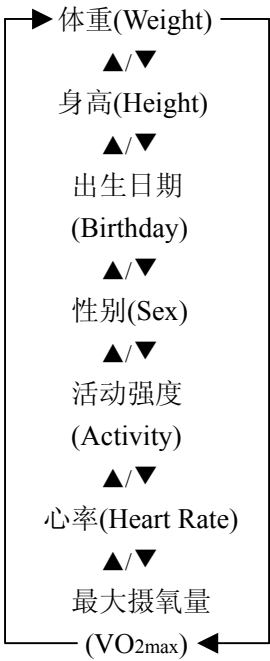 体重(Weight)
▲/▼
身高(Height)
▲/▼
出生日期
(Birthday)
▲/▼
性别(Sex)
▲/▼
活动强度
(Activity)
▲/▼
心率(Heart Rate)
▲/▼
最大摄氧量
(VO2max)